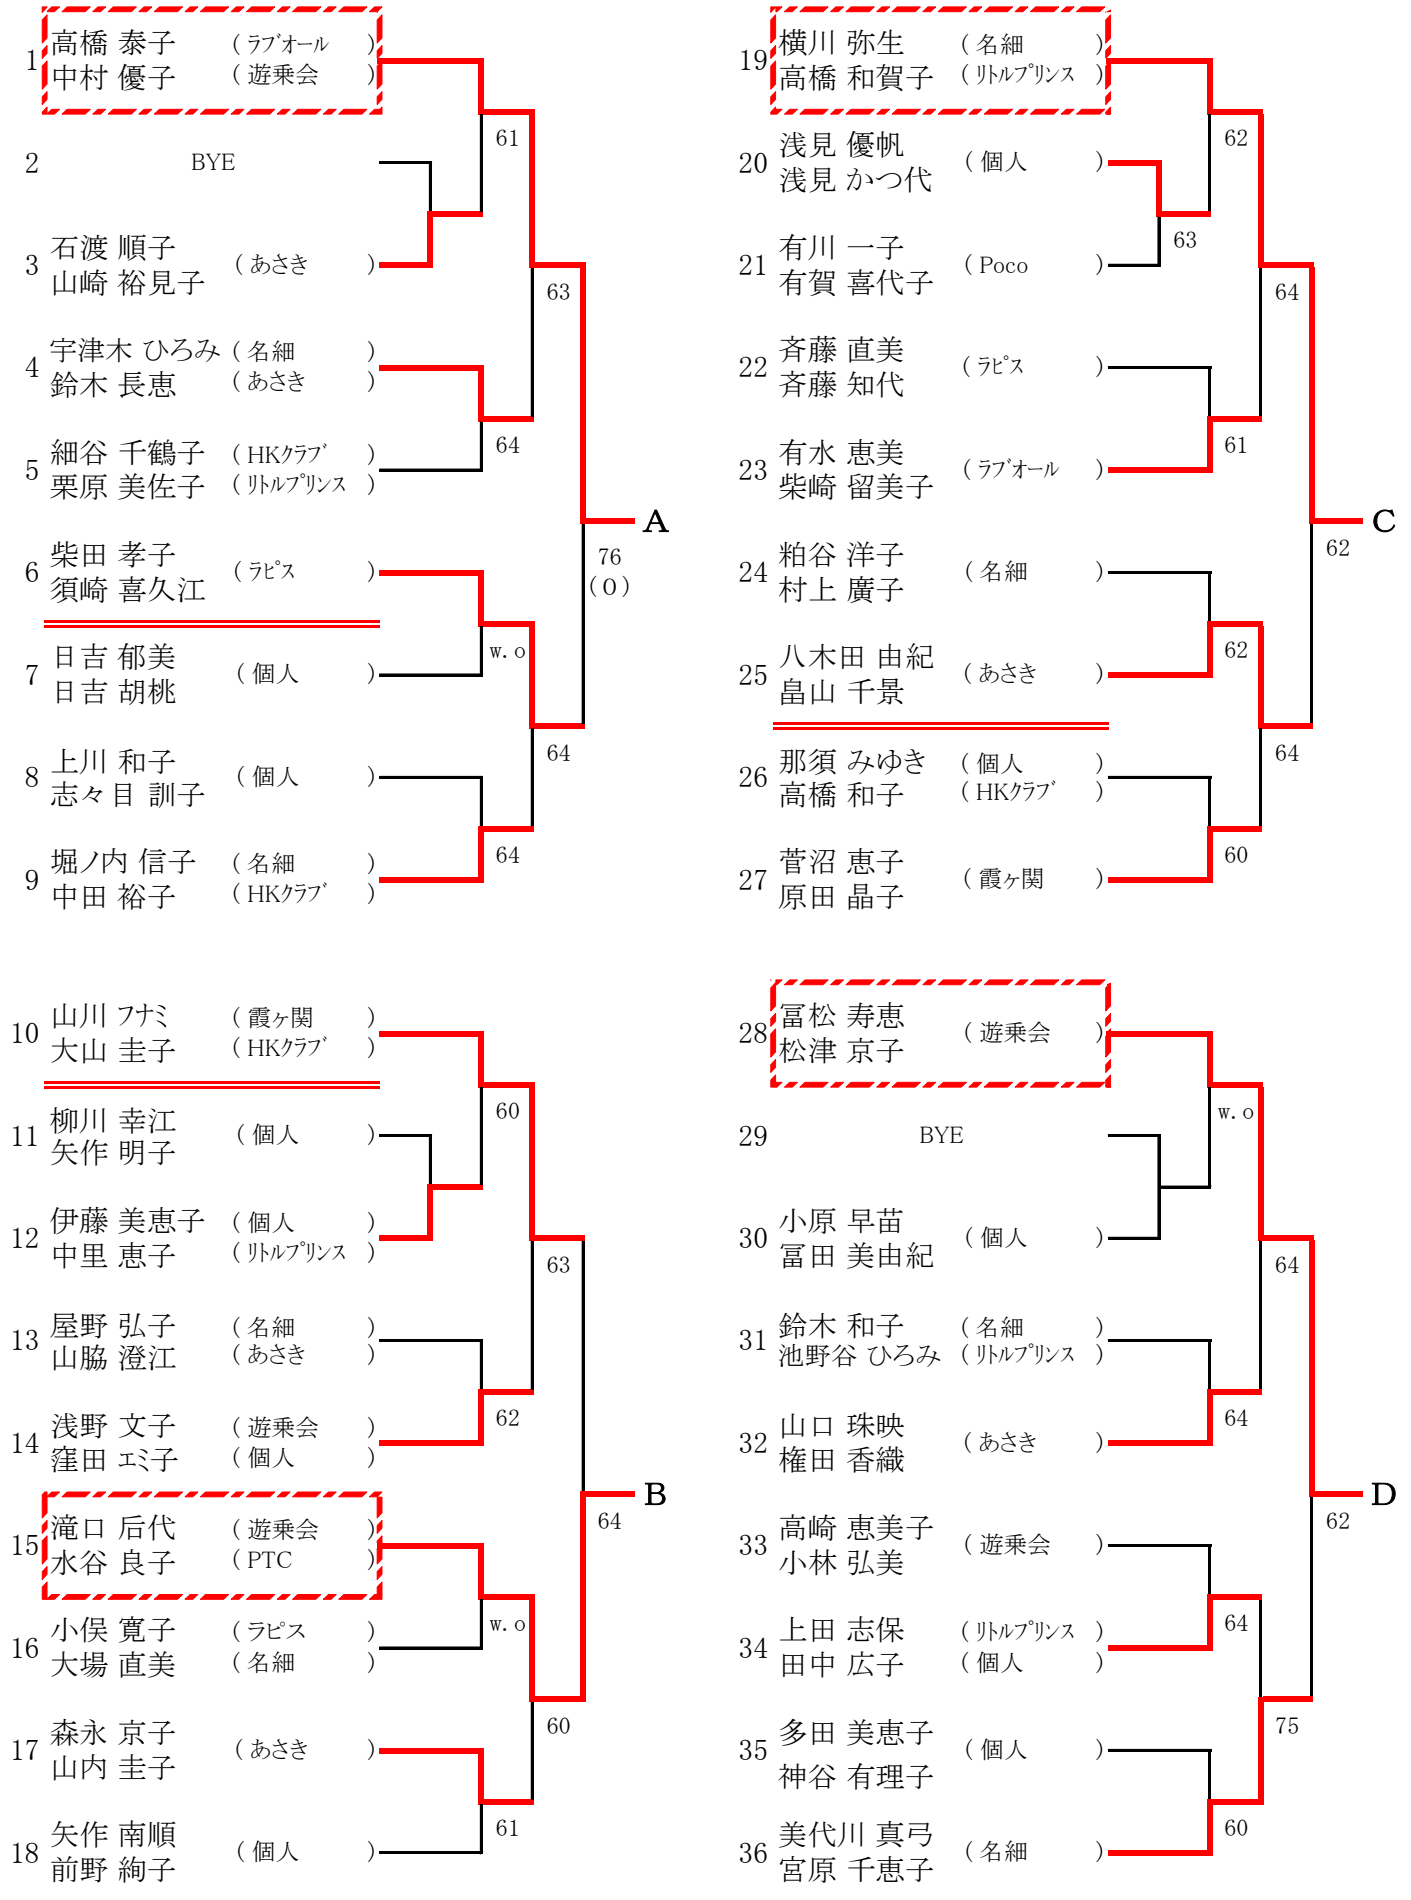 1 高橋 泰子 ( ラブオール )
中村 優子 ( 遊乗会 )
61
2 BYE
3 石渡 順子 ( あさき )
山崎 裕見子
63
4 宇津木 ひろみ ( 名細 )
鈴木 長恵 ( あさき )
64
5 細谷 千鶴子 ( HKクラブ )
栗原 美佐子 ( リトルプリンス )
A
76
(0)
6 柴田 孝子 ( ラピス )
須崎 喜久江
w.o
7 日吉 郁美 ( 個人 )
日吉 胡桃
64
8 上川 和子 ( 個人 )
志々目 訓子
64
9 堀ノ内 信子 ( 名細 )
中田 裕子 ( HKクラブ )
10 山川 フナミ ( 霞ヶ関 )
大山 圭子 ( HKクラブ )
60
11 柳川 幸江 ( 個人 )
矢作 明子
12 伊藤 美恵子 ( 個人 )
中里 恵子 ( リトルプリンス )
63
13 屋野 弘子 ( 名細 )
山脇 澄江 ( あさき )
62
14 浅野 文子 ( 遊乗会 )
窪田 エミ子 ( 個人 )
B
64
15 滝口 后代 ( 遊乗会 )
水谷 良子 ( PTC )
w.o
16 小俣 寛子 ( ラピス )
大場 直美 ( 名細 )
60
17 森永 京子 ( あさき )
山内 圭子
61
18 矢作 南順 ( 個人 )
前野 絢子
19 横川 弥生 ( 名細 )
高橋 和賀子 ( リトルプリンス )
62
20 浅見 優帆 ( 個人 )
浅見 かつ代
63
21 有川 一子 ( Poco )
有賀 喜代子
64
22 斉藤 直美 ( ラピス )
斉藤 知代
61
23 有水 恵美 ( ラブオール )
柴崎 留美子
C
62
24 粕谷 洋子 ( 名細 )
村上 廣子
62
25 八木田 由紀 ( あさき )
畠山 千景
64
26 那須 みゆき ( 個人 )
高橋 和子 ( HKクラブ )
60
27 菅沼 恵子 ( 霞ヶ関 )
原田 晶子
28 冨松 寿恵 ( 遊乗会 )
松津 京子
w.o
29 BYE
30 小原 早苗 ( 個人 )
冨田 美由紀
64
31 鈴木 和子 ( 名細 )
池野谷 ひろみ ( リトルプリンス )
64
32 山口 珠映 ( あさき )
権田 香織
D
62
33 高崎 恵美子 ( 遊乗会 )
小林 弘美
64
34 上田 志保 ( リトルプリンス )
田中 広子 ( 個人 )
75
35 多田 美恵子 ( 個人 )
神谷 有理子
60
36 美代川 真弓 ( 名細 )
宮原 千恵子